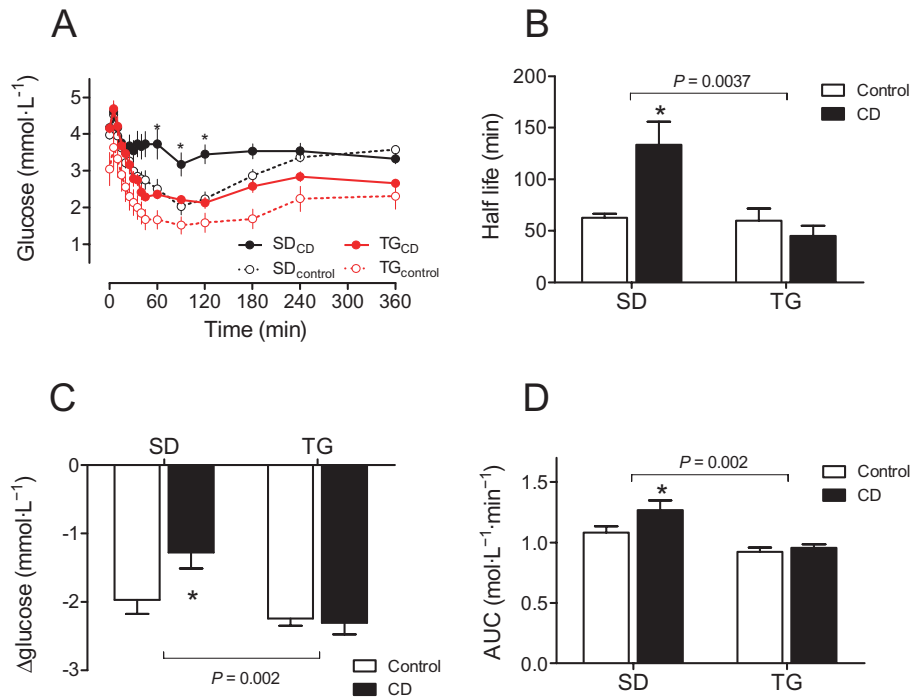 A
Glucose (mmol·L⁻¹)
5
4
3
2
1
*
*
*
SD_CD
TG_CD
SD_control
TG_control
0 60 120 180 240 300 360
Time (min)
B
Half life (min)
200
150
100
50
0
P = 0.0037
*
Control
CD
SD TG
C
SD TG
Δglucose (mmol·L⁻¹)
0
-1
-2
-3
*
P = 0.002
Control
CD
D
AUC (mol·L⁻¹·min⁻¹)
1.5
1.0
0.5
0.0
P = 0.002
*
Control
CD
SD TG